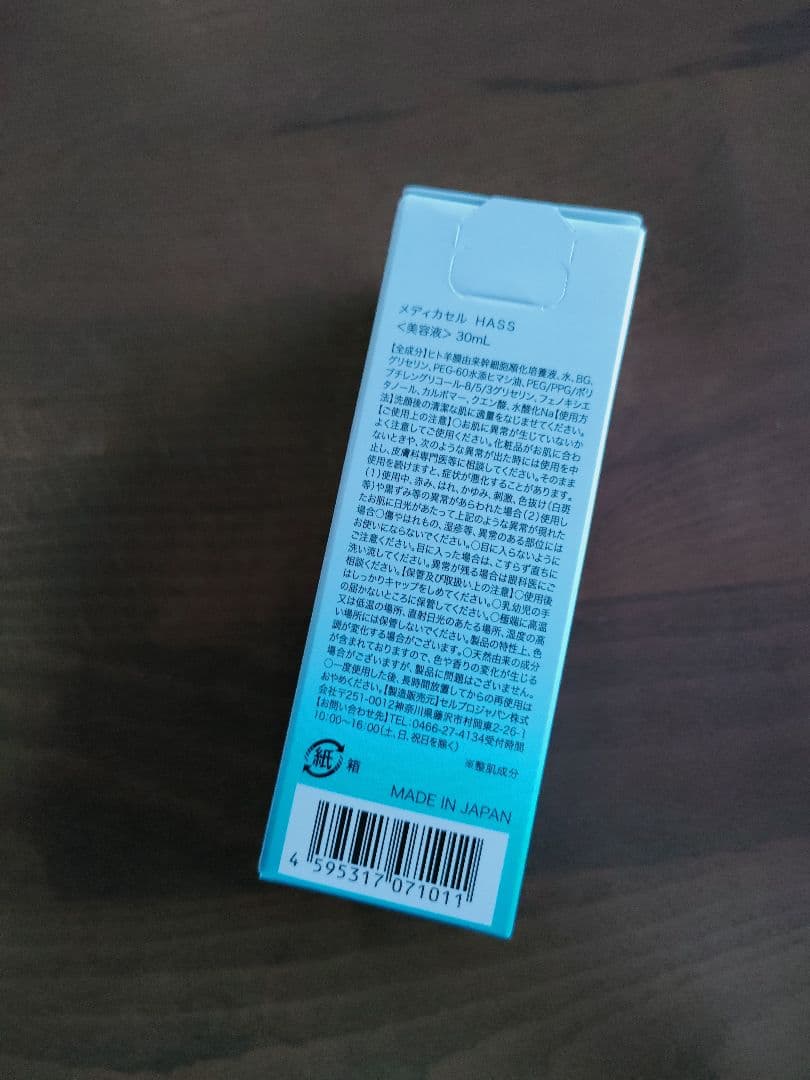 メディカセル HASS
<美容液> 30mL
【全成分】ヒト羊膜由来幹細胞順化培養液、水、BG、
グリセリン、PEG-60水添ヒマシ油、PEG/PPG/ポリ
ブチレングリコール-8/5/3グリセリン、フェノキシエ
タノール、カルボマー、クエン酸、水酸化Na【使用方
法】洗顔後の清潔な肌に適量をなじませてください。
【ご使用上の注意】○お肌に異常が生じていないか
よく注意してご使用ください。化粧品がお肌に合わ
ないときや、次のような異常が出た時には使用を中
止し、皮膚科専門医等に相談してください。そのまま
使用を続けますと、症状が悪化することがあります。
(1)使用中、赤み、はれ、かゆみ、刺激、色抜け(白斑
等)や黒ずみ等の異常があらわれた場合(2)使用し
たお肌に日光があたって上記のような異常が現れた
場合○傷やはれもの、湿疹等、異常のある部位には
お使いにならないでください。○目に入らないように
ご注意ください。目に入った場合は、こすらず直ちに
洗い流してください。異常が残る場合は眼科医にご
相談ください。【保管及び取扱い上の注意】○使用後
はしっかりキャップをしめてください。○乳幼児の手
の届かないところに保管してください。○極端に高温
又は低温の場所、直射日光のあたる場所、湿度の高
い場所には保管しないでください。製品の特性上、色
調が変化する場合がございます。○天然由来の成分
が含まれておりますので、色や香りの変化が生じる
場合がございますが、製品に問題はございません。
○一度使用した後、長時間放置してからの再使用は
おやめください。【製造販売元】セルプロジャパン株式
会社〒251-0012神奈川県藤沢市村岡東2-26-1
【お問い合わせ先】TEL:0466-27-4134受付時間
10:00~16:00(土、日、祝日を除く)
紙 箱
※整肌成分
MADE IN JAPAN
4 595317 071011